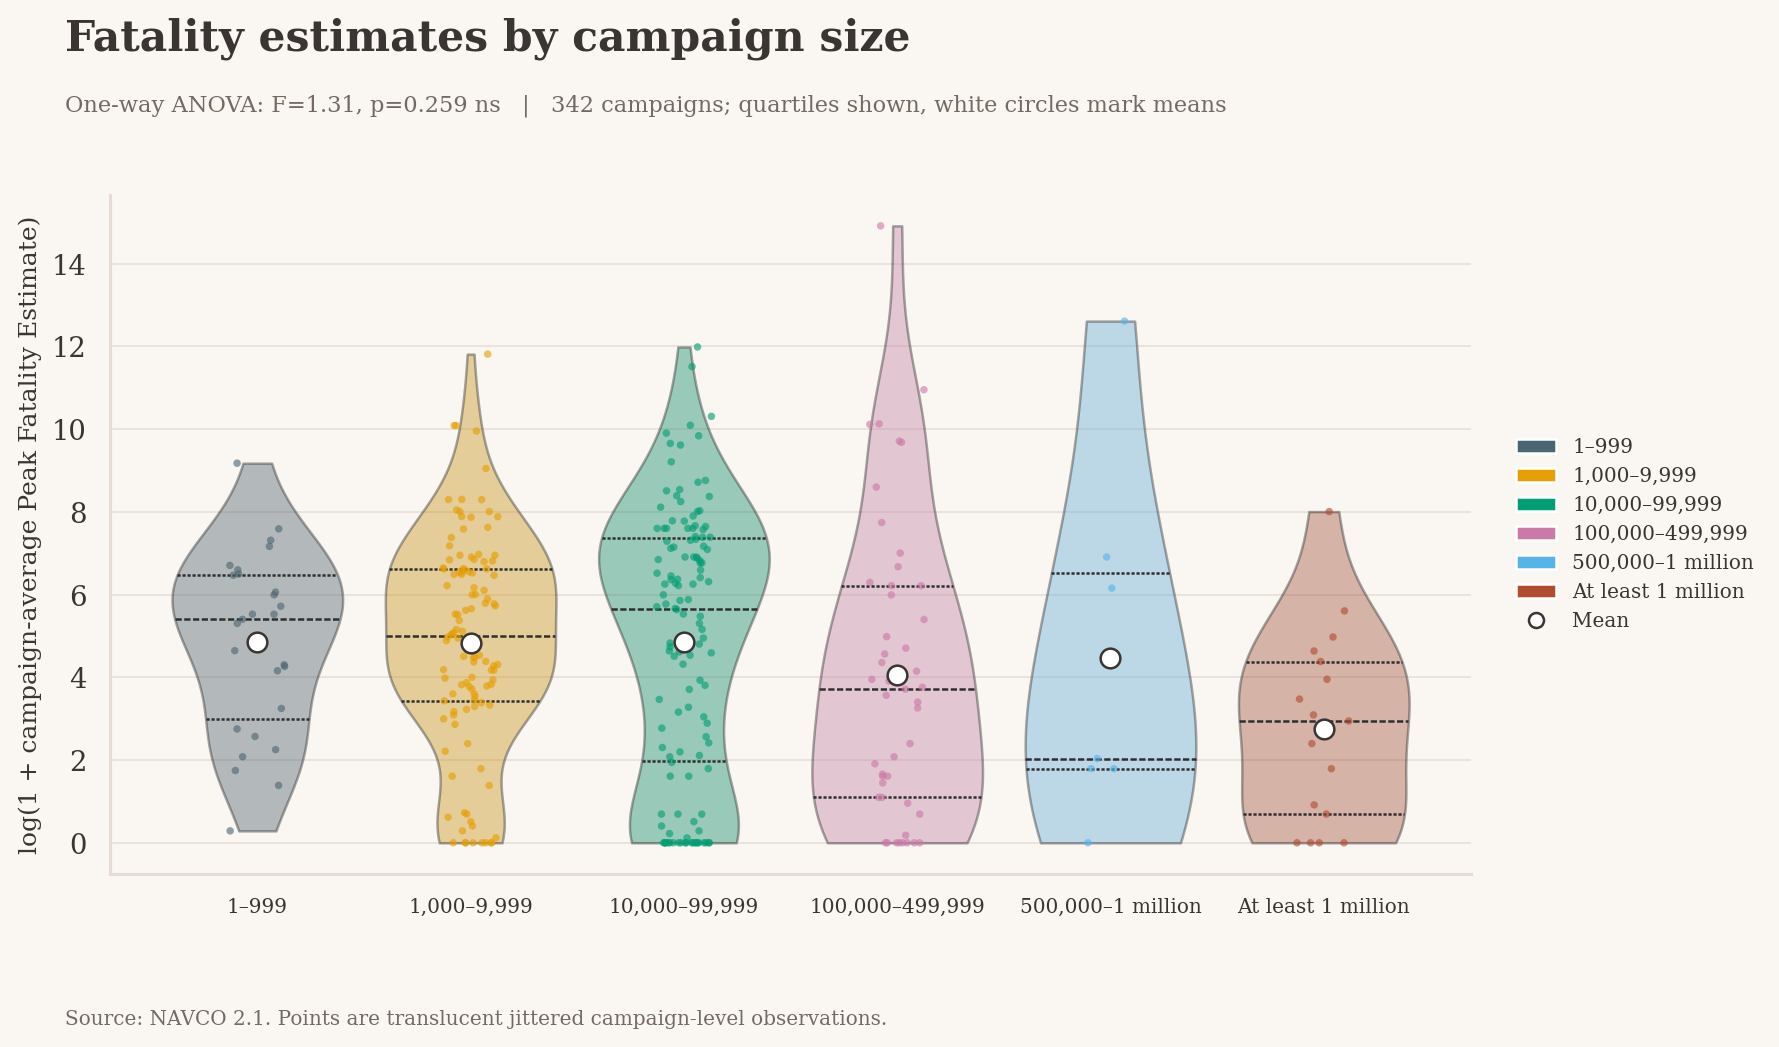 Fatality estimates by campaign size
One-way ANOVA: F=1.31, p=0.259 ns | 342 campaigns; quartiles shown, white circles mark means
log(1 + campaign-average Peak Fatality Estimate)
14
12
10
8
6
4
2
0
1–999
1,000–9,999
10,000–99,999
100,000–499,999
500,000–1 million
At least 1 million
1–999
1,000–9,999
10,000–99,999
100,000–499,999
500,000–1 million
At least 1 million
Mean
Source: NAVCO 2.1. Points are translucent jittered campaign-level observations.